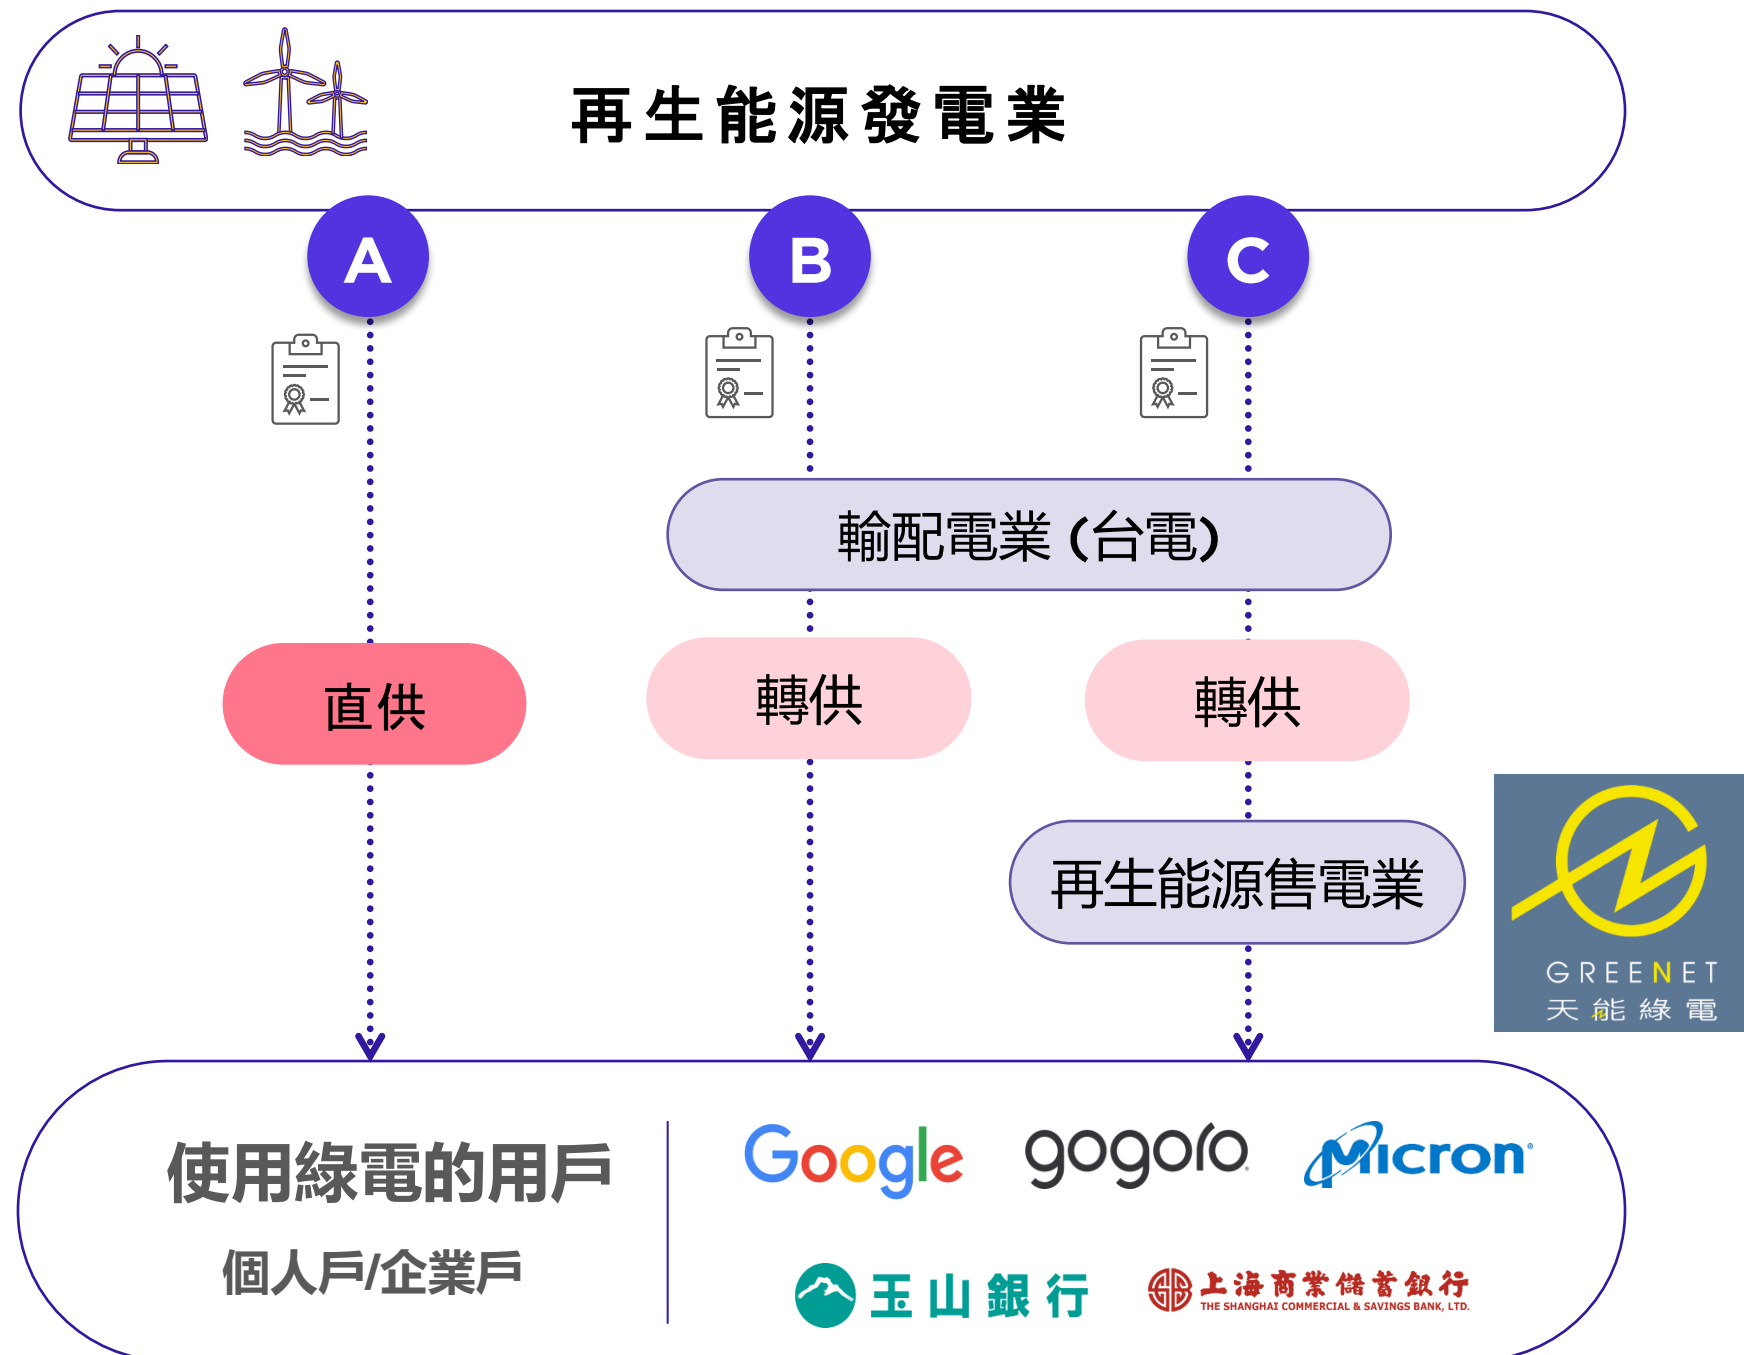 再生能源發電業
A
B
C
輸配電業 (台電)
直供
轉供
轉供
再生能源售電業
GREENET
天能綠電
使用綠電的用戶
個人戶/企業戶
Google
gogoro
Micron
玉山銀行
上海商業儲蓄銀行
THE SHANGHAI COMMERCIAL & SAVINGS BANK, LTD.